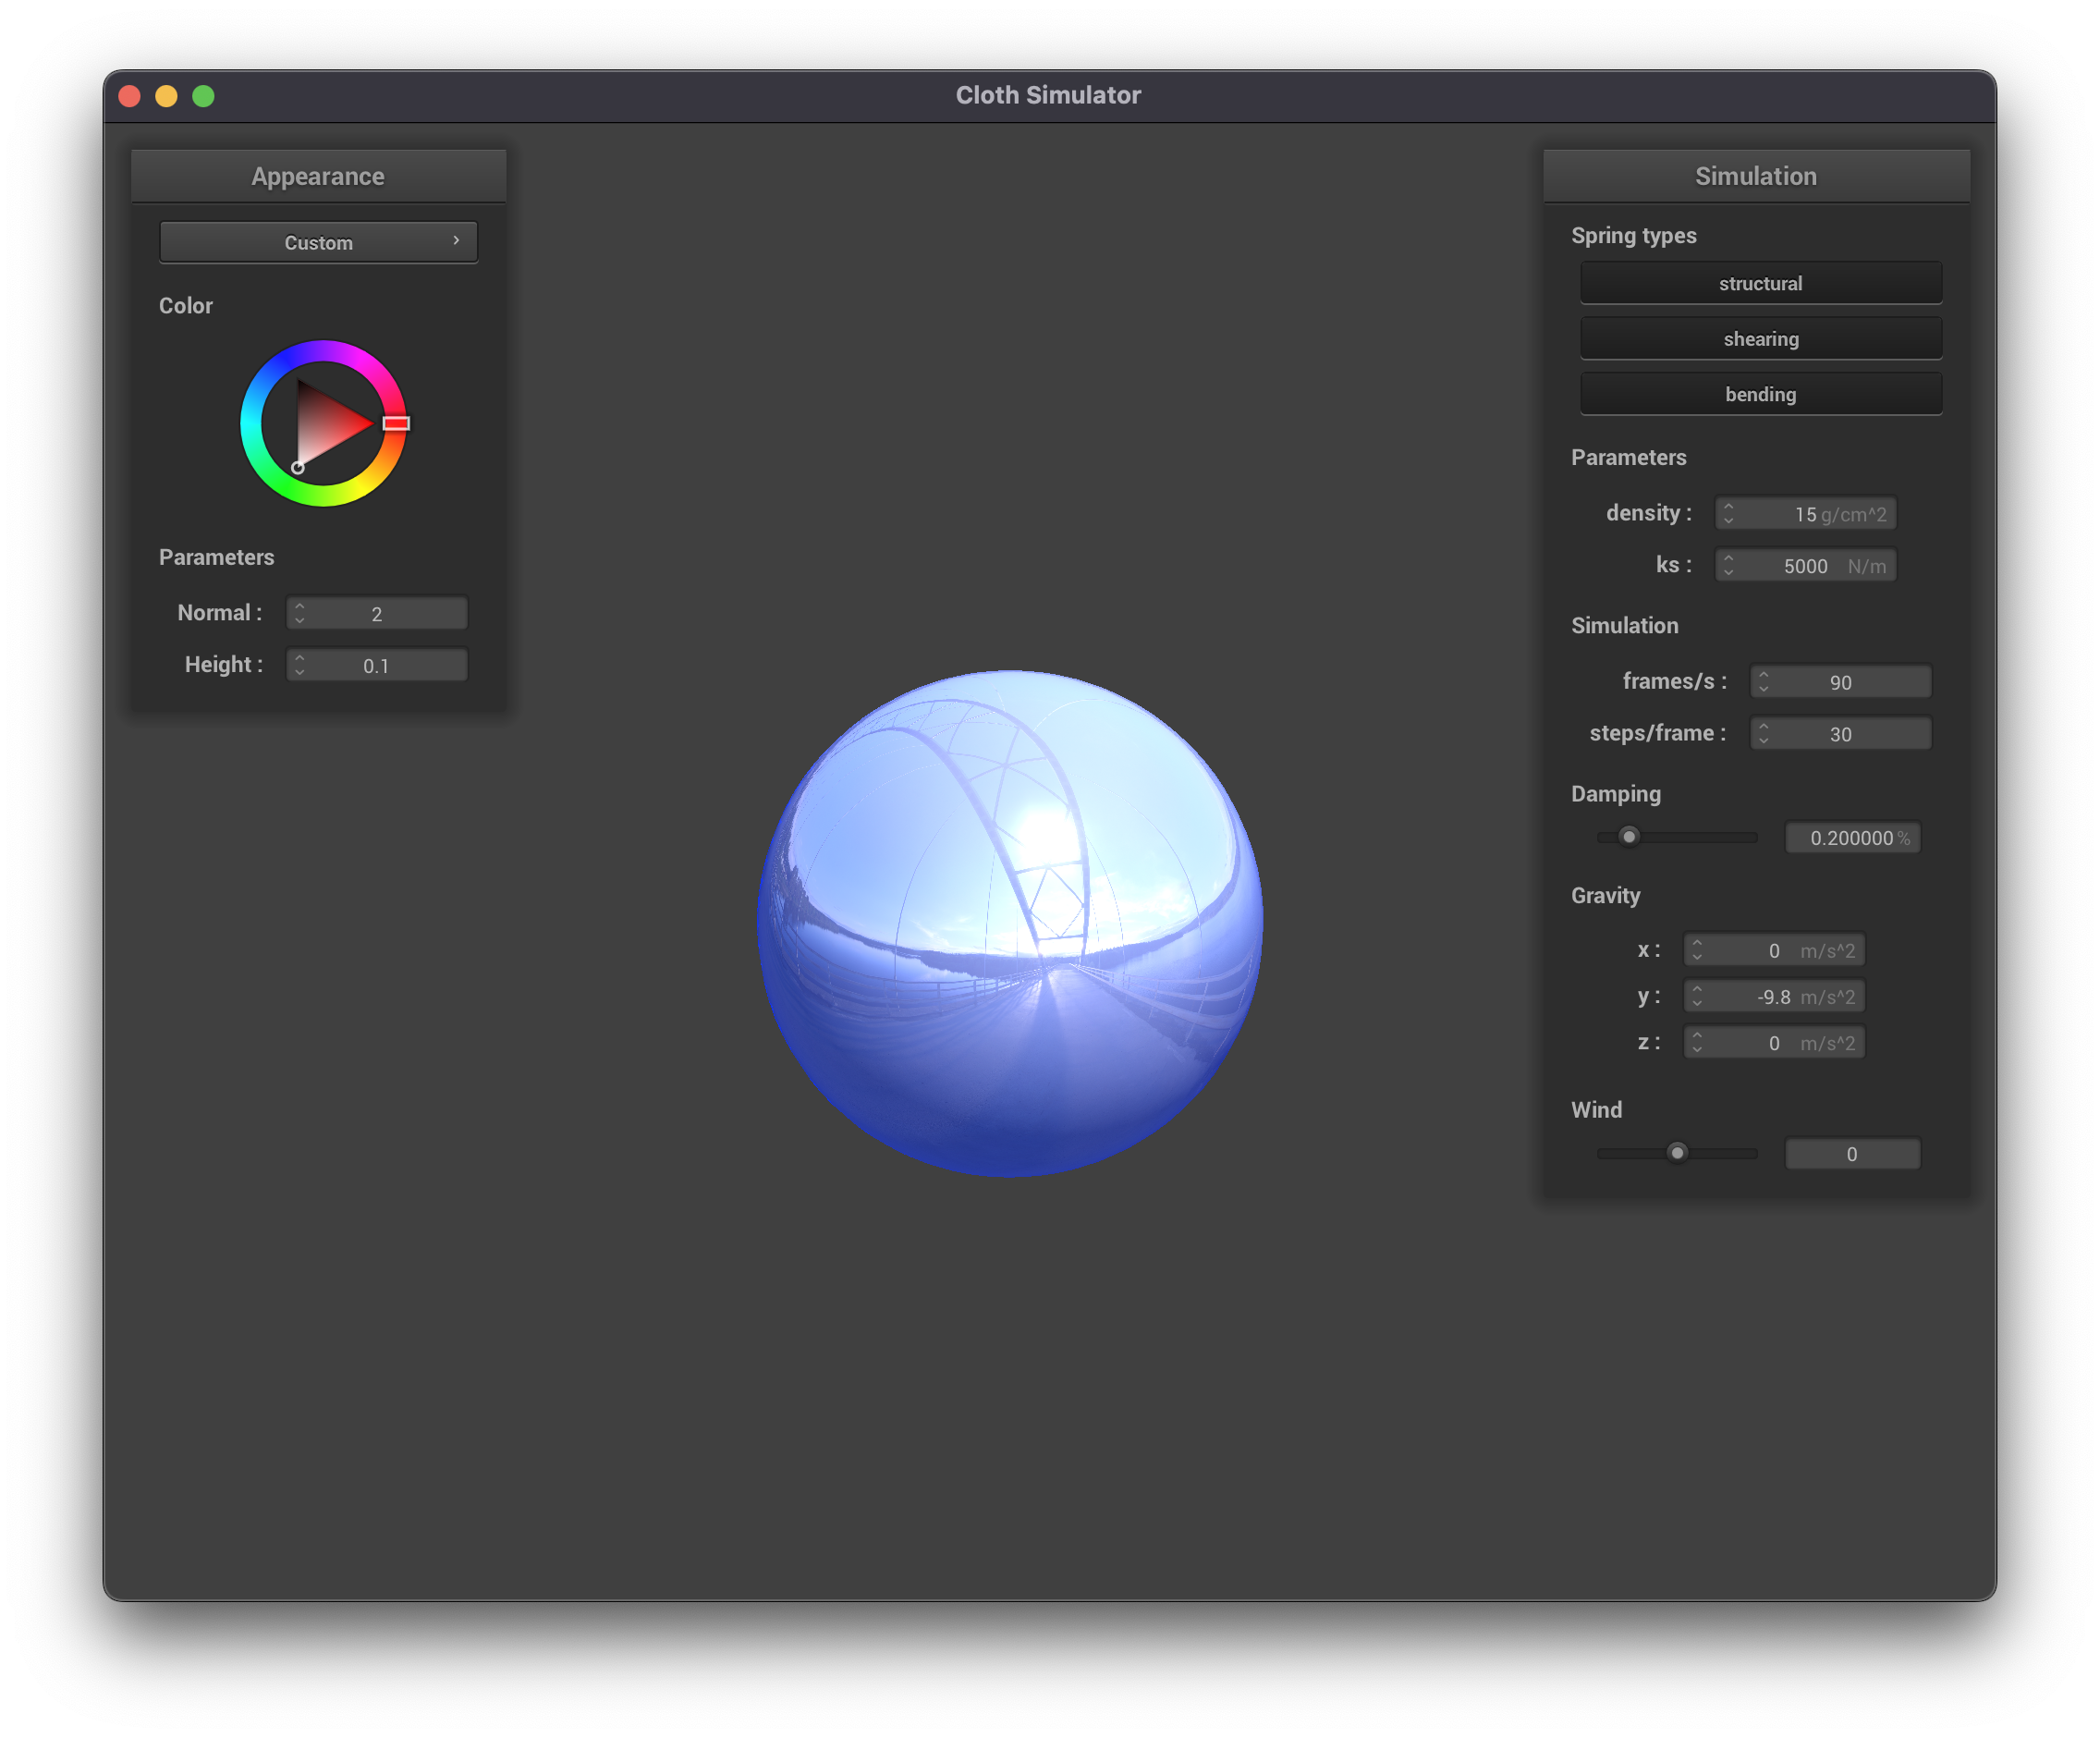 Cloth Simulator
Appearance
Custom
Color
Parameters
Normal : 2
Height : 0.1
Simulation
Spring types
structural
shearing
bending
Parameters
density : 15 g/cm^2
ks : 5000 N/m
Simulation
frames/s : 90
steps/frame : 30
Damping
0.200000 %
Gravity
x : 0 m/s^2
y : -9.8 m/s^2
z : 0 m/s^2
Wind
0